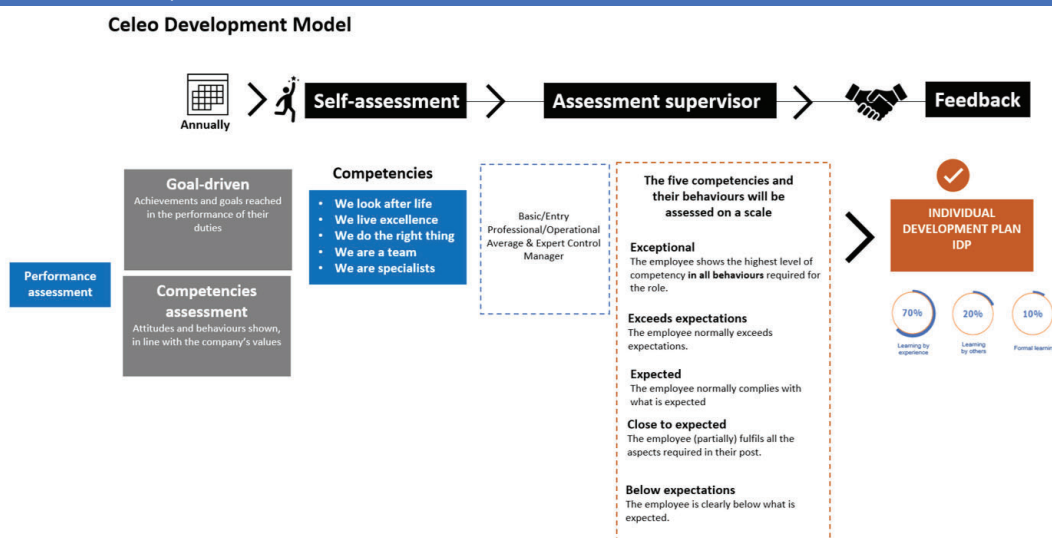 Celeo Development Model
Annually
Self-assessment
Assessment supervisor
Feedback
Performance
assessment
Goal-driven
Achievements and goals reached
in the performance of their
duties
Competencies
assessment
Attitudes and behaviours shown,
in line with the company's values
Competencies
• We look after life
• We live excellence
• We do the right thing
• We are a team
• We are specialists
Basic/Entry
Professional/Operational
Average & Expert Control
Manager
The five competencies and
their behaviours will be
assessed on a scale
Exceptional
The employee shows the highest level of
competency in all behaviours required for
the role.
Exceeds expectations
The employee normally exceeds
expectations.
Expected
The employee normally complies with
what is expected
Close to expected
The employee (partially) fulfils all the
aspects required in their post.
Below expectations
The employee is clearly below what is
expected.
INDIVIDUAL
DEVELOPMENT PLAN
IDP
70%
Learning by
experience
20%
Learning
by others
10%
Formal learning